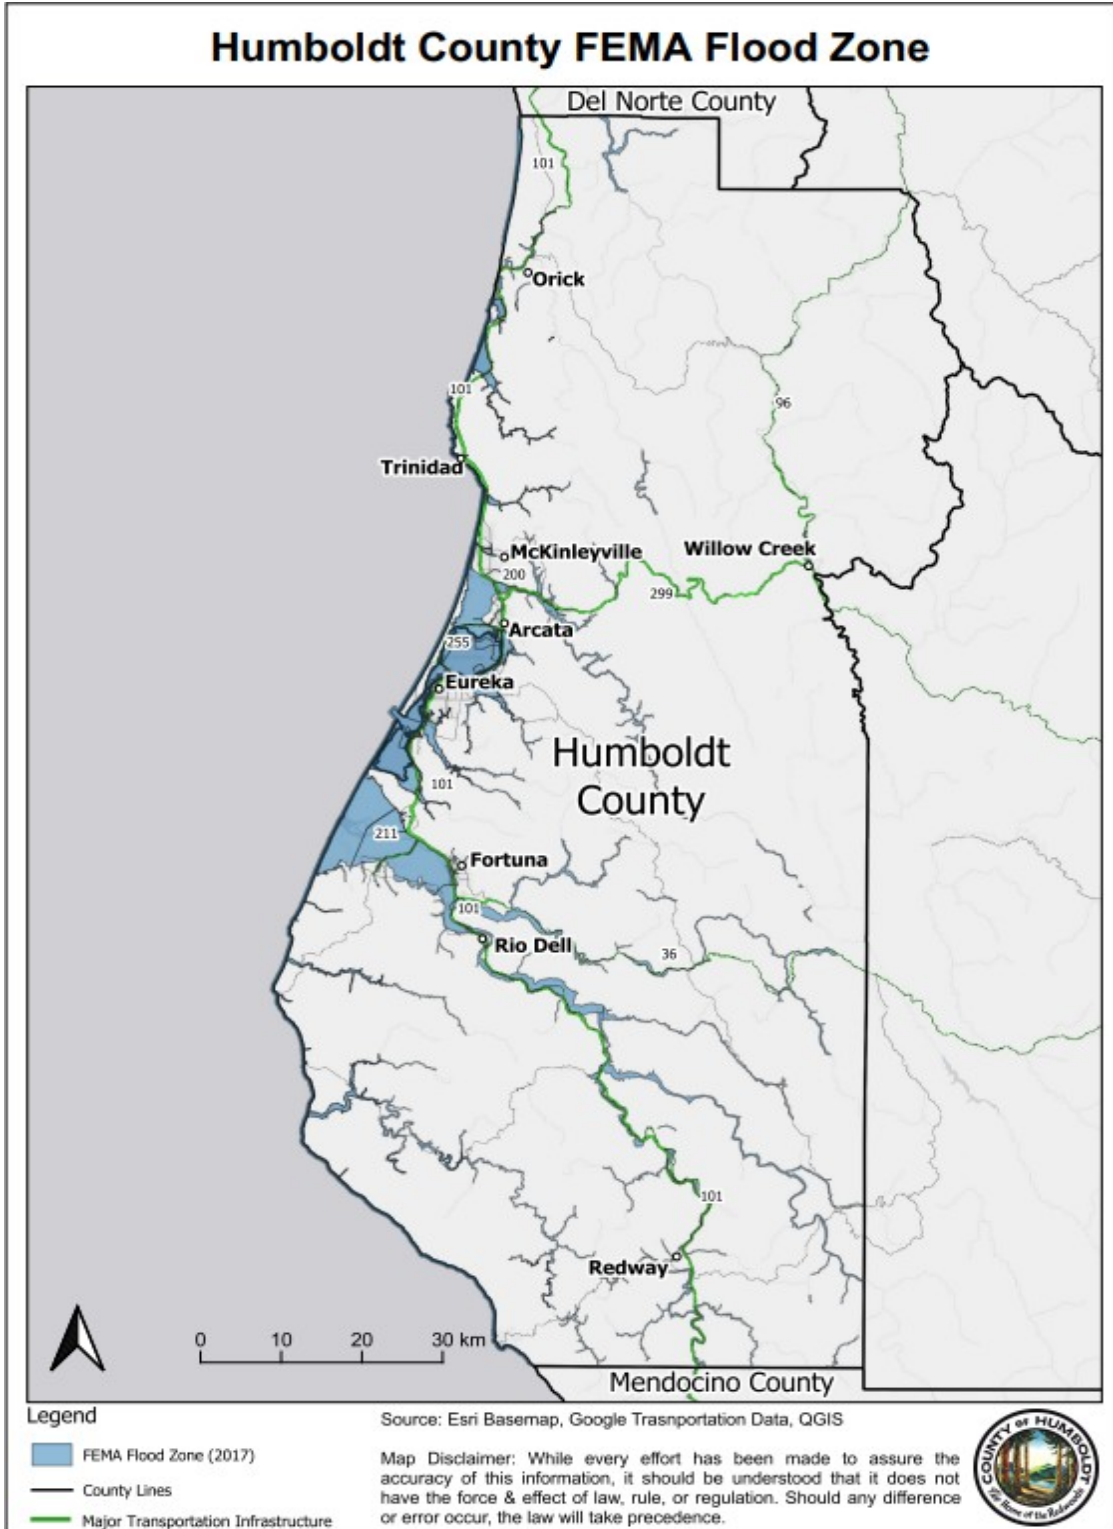 Humboldt County FEMA Flood Zone
Del Norte County
101
Orick
101
96
Trinidad
McKinleyville
Willow Creek
200
299
Arcata
255
Eureka
Humboldt
County
101
211
Fortuna
101
Rio Dell
36
101
Redway
0 10 20 30 km
Mendocino County
Legend
FEMA Flood Zone (2017)
County Lines
Major Transportation Infrastructure
Source: Esri Basemap, Google Trasnportation Data, QGIS
Map Disclaimer: While every effort has been made to assure the
accuracy of this information, it should be understood that it does not
have the force & effect of law, rule, or regulation. Should any difference
or error occur, the law will take precedence.
COUNTY OF HUMBOLDT
The Home of the Redwoods